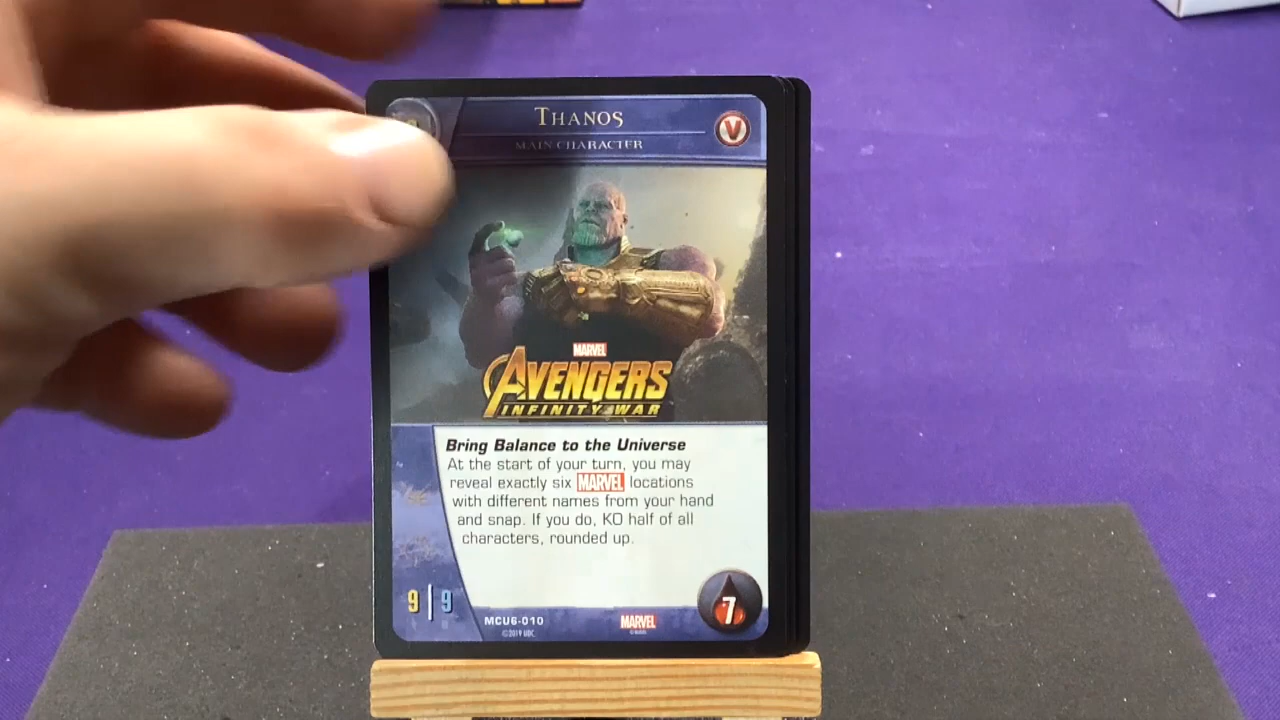 THANOS
MAIN CHARACTER
V
MARVEL
AVENGERS
INFINITY WAR
Bring Balance to the Universe
At the start of your turn, you may
reveal exactly six MARVEL locations
with different names from your hand
and snap. If you do, KO half of all
characters, rounded up.
9 | 9
7
MCU6-010
©2019 UDC
MARVEL